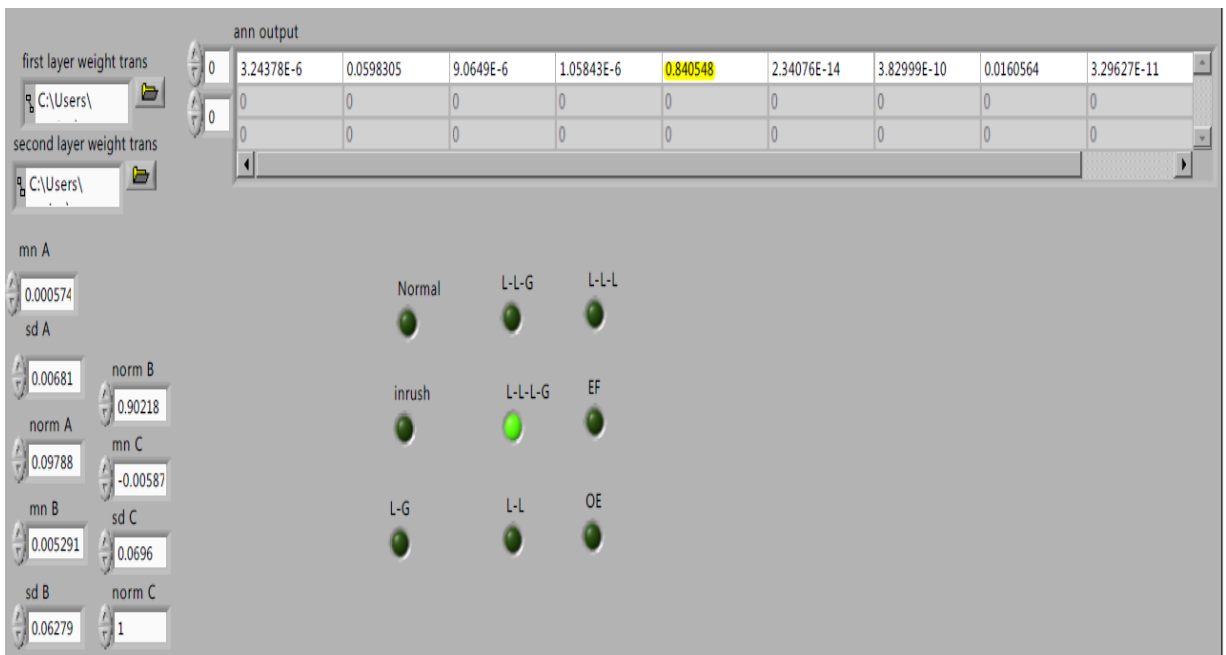 ann output
first layer weight trans
0 3.24378E-6 0.0598305 9.0649E-6 1.05843E-6 0.840548 2.34076E-14 3.82999E-10 0.0160564 3.29627E-11
C:\Users\
0 0 0 0 0 0 0 0 0
0
second layer weight trans
0 0 0 0 0 0 0 0 0
C:\Users\
mn A
0.000574
sd A
0.00681
norm A
0.09788
mn B
0.005291
sd B
0.06279
norm B
0.90218
mn C
-0.00587
sd C
0.0696
norm C
1
Normal L-L-G L-L-L
inrush L-L-L-G EF
L-G L-L OE